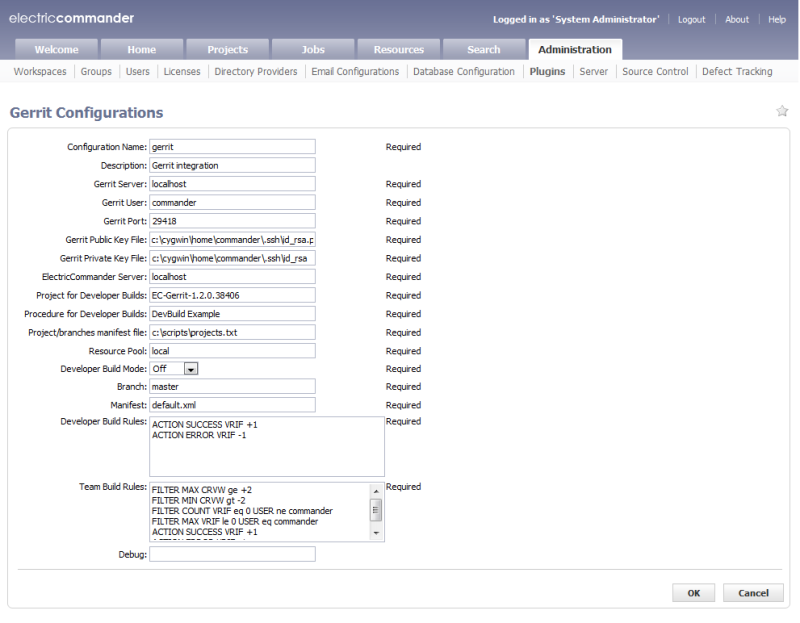 electriccommander
Logged in as 'System Administrator' Logout About Help
Welcome Home Projects Jobs Resources Search Administration
Workspaces Groups Users Licenses Directory Providers Email Configurations Database Configuration Plugins Server Source Control Defect Tracking
Gerrit Configurations
Configuration Name: gerrit Required
Description: Gerrit integration
Gerrit Server: localhost Required
Gerrit User: commander Required
Gerrit Port: 29418 Required
Gerrit Public Key File: c:\cygwin\home\commander\.ssh\id_rsa.p Required
Gerrit Private Key File: c:\cygwin\home\commander\.ssh\id_rsa Required
ElectricCommander Server: localhost Required
Project for Developer Builds: EC-Gerrit-1.2.0.38406 Required
Procedure for Developer Builds: DevBuild Example Required
Project/branches manifest file: c:\scripts\projects.txt Required
Resource Pool: local Required
Developer Build Mode: Off Required
Branch: master Required
Manifest: default.xml Required
Developer Build Rules: ACTION SUCCESS VRIF +1 Required
ACTION ERROR VRIF -1
Team Build Rules: FILTER MAX CRVW ge +2 Required
FILTER MIN CRVW gt -2
FILTER COUNT VRIF eq 0 USER ne commander
FILTER MAX VRIF le 0 USER eq commander
ACTION SUCCESS VRIF +1
Debug:
OK Cancel